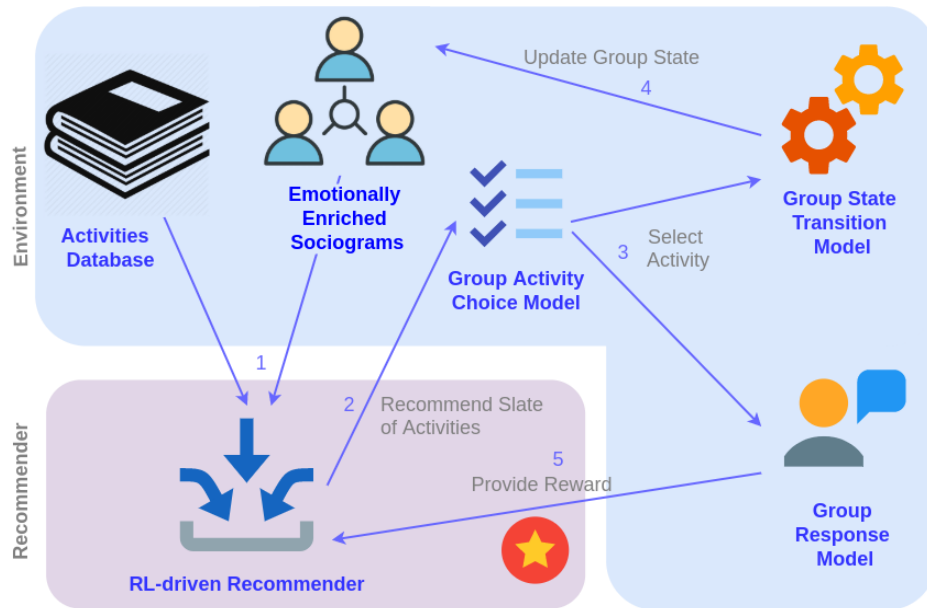 Environment
Activities
Database
Emotionally
Enriched
Sociograms
Update Group State
4
Group State
Transition
Model
Group Activity
Choice Model
3
Select
Activity
1
2
Recommend Slate
of Activities
Recommender
RL-driven Recommender
5
Provide Reward
Group
Response
Model